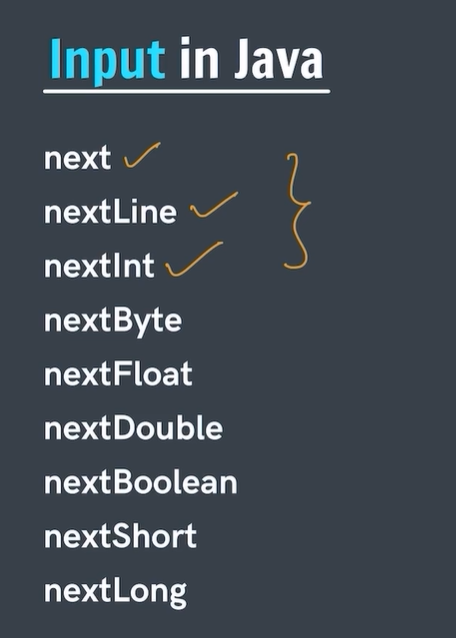 Input in Java
next
nextLine
nextInt
nextByte
nextFloat
nextDouble
nextBoolean
nextShort
nextLong